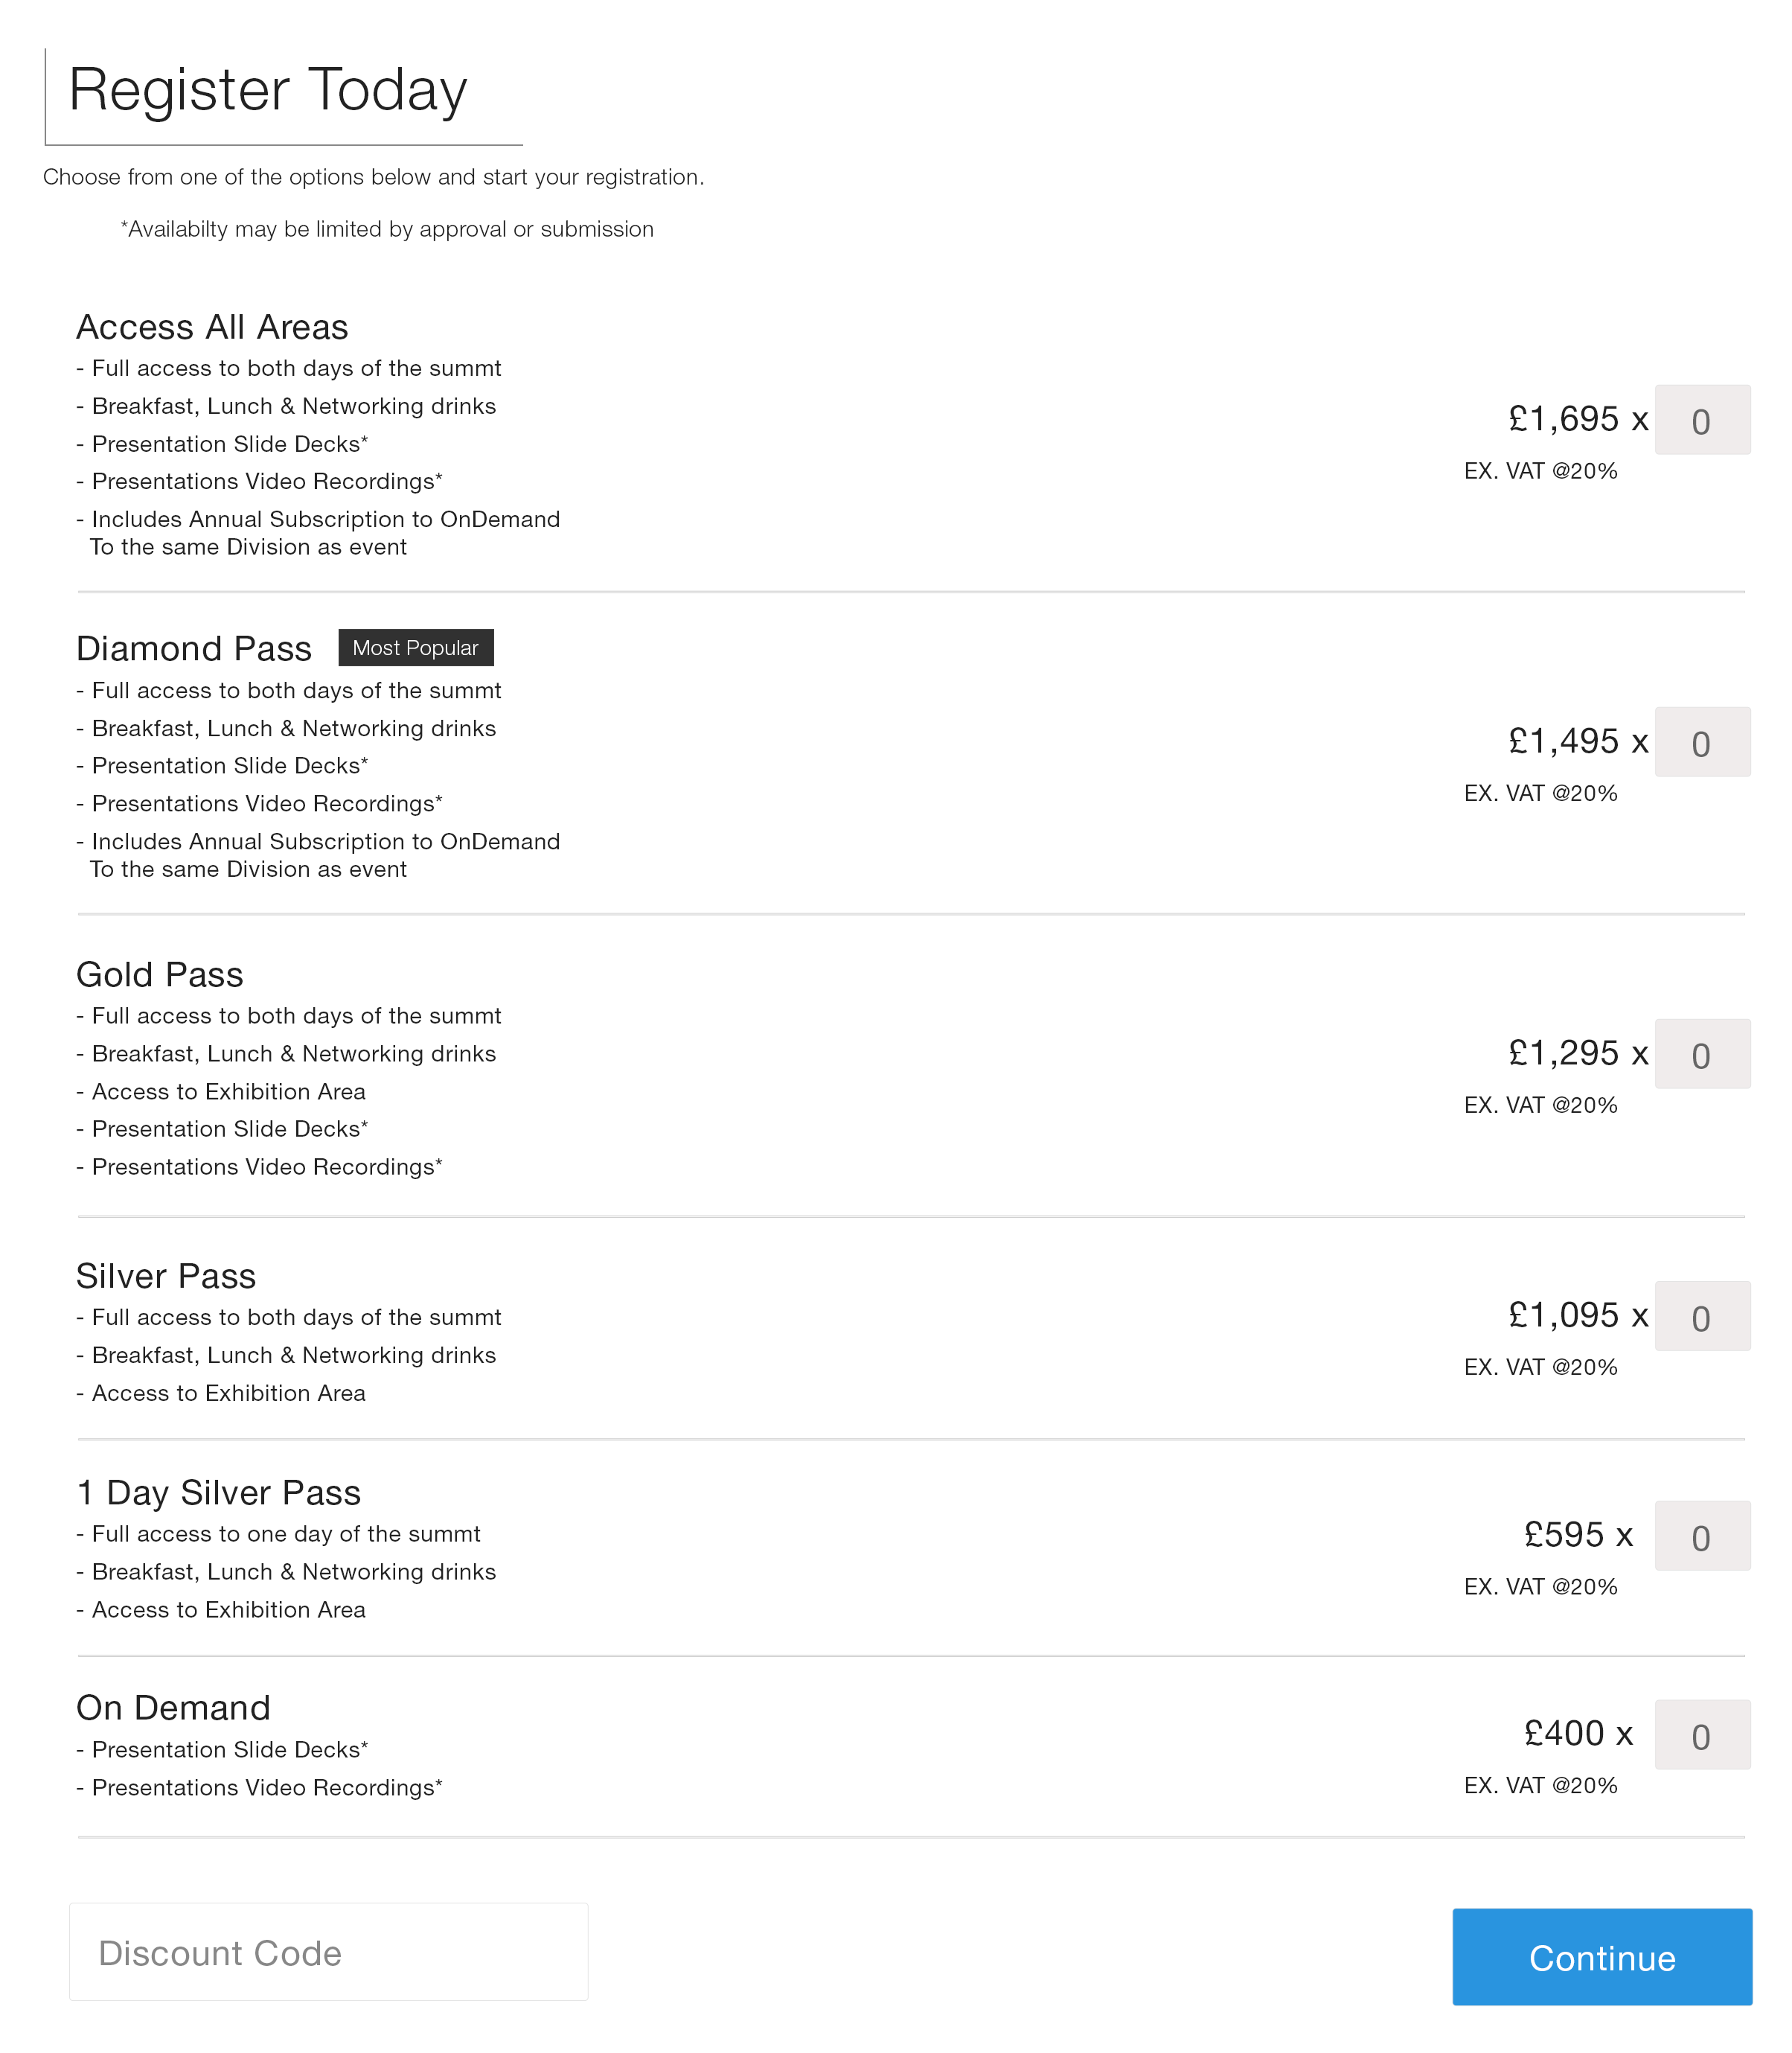 Register Today
Choose from one of the options below and start your registration.
*Availabilty may be limited by approval or submission
Access All Areas
- Full access to both days of the summt
- Breakfast, Lunch & Networking drinks
- Presentation Slide Decks*
- Presentations Video Recordings*
- Includes Annual Subscription to OnDemand
To the same Division as event
£1,695 x 0
EX. VAT @20%
Diamond Pass Most Popular
- Full access to both days of the summt
- Breakfast, Lunch & Networking drinks
- Presentation Slide Decks*
- Presentations Video Recordings*
- Includes Annual Subscription to OnDemand
To the same Division as event
£1,495 x 0
EX. VAT @20%
Gold Pass
- Full access to both days of the summt
- Breakfast, Lunch & Networking drinks
- Access to Exhibition Area
- Presentation Slide Decks*
- Presentations Video Recordings*
£1,295 x 0
EX. VAT @20%
Silver Pass
- Full access to both days of the summt
- Breakfast, Lunch & Networking drinks
- Access to Exhibition Area
£1,095 x 0
EX. VAT @20%
1 Day Silver Pass
- Full access to one day of the summt
- Breakfast, Lunch & Networking drinks
- Access to Exhibition Area
£595 x 0
EX. VAT @20%
On Demand
- Presentation Slide Decks*
- Presentations Video Recordings*
£400 x 0
EX. VAT @20%
Discount Code
Continue